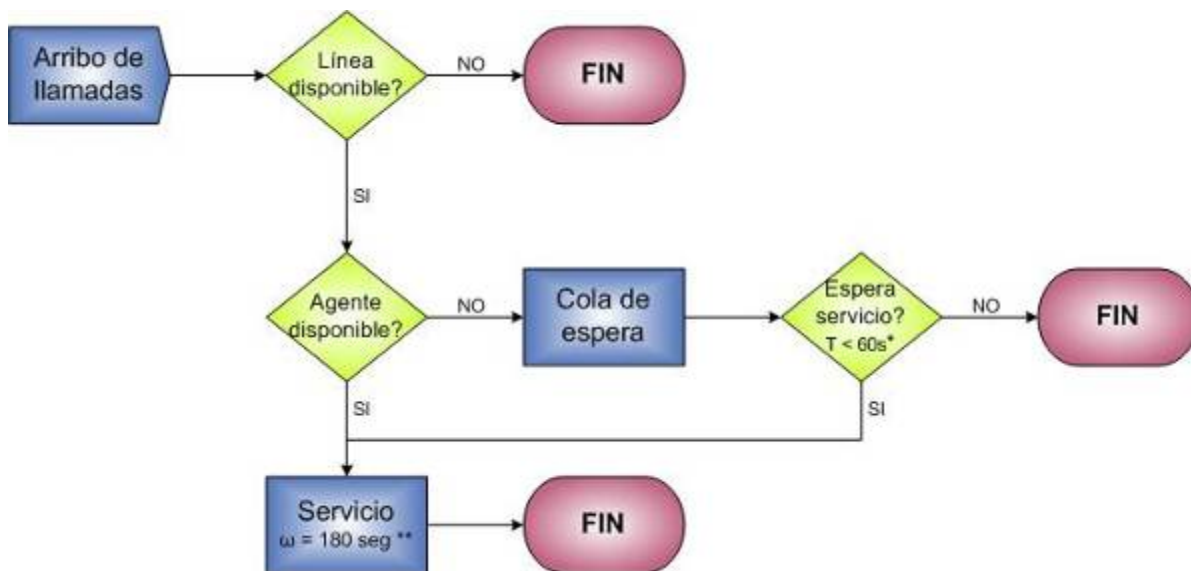 Arribo de
llamadas
Línea
disponible?
NO
FIN
SI
Agente
disponible?
NO
Cola de
espera
Espera
servicio?
T < 60s*
NO
FIN
SI
SI
Servicio
ω = 180 seg **
FIN